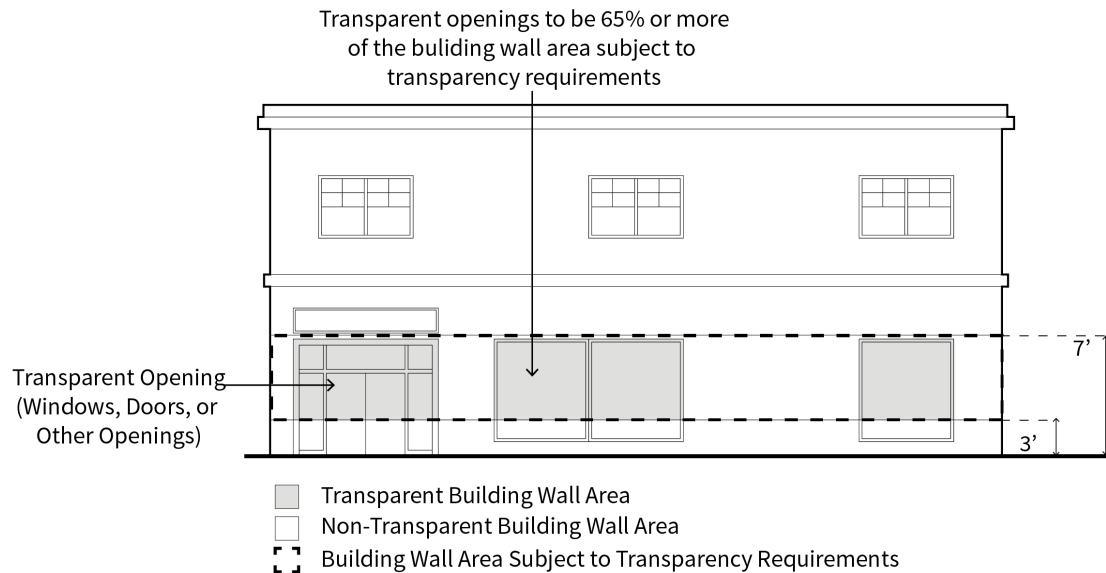 Transparent openings to be 65% or more
of the buliding wall area subject to
transparency requirements
7’
Transparent Opening
(Windows, Doors, or
Other Openings)
3’
Transparent Building Wall Area
Non-Transparent Building Wall Area
Building Wall Area Subject to Transparency Requirements